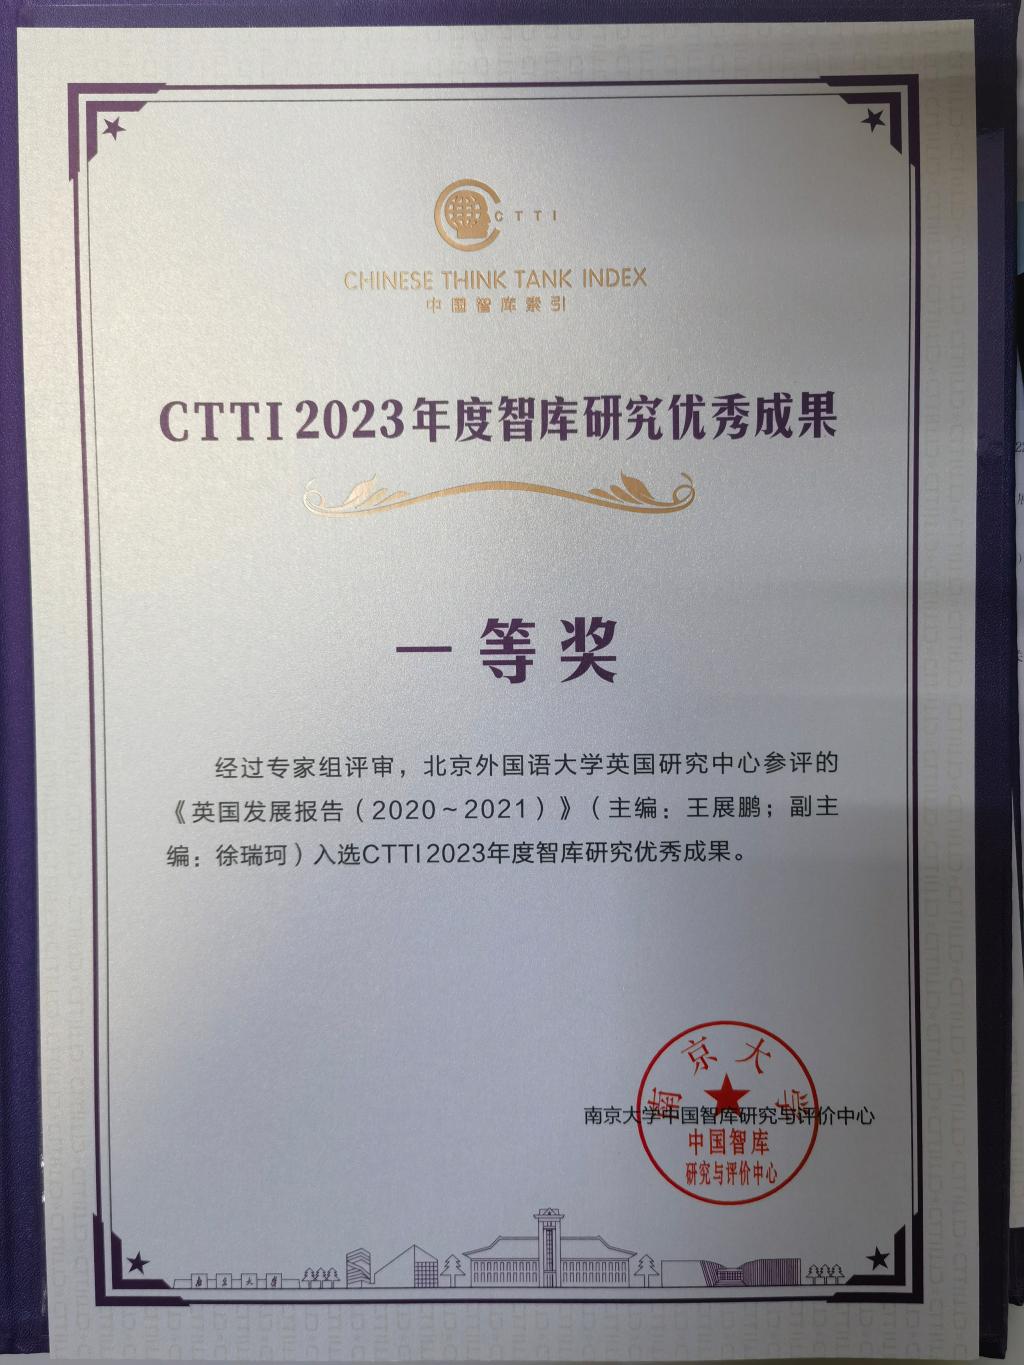 CTTI
CHINESE THINK TANK INDEX
中国智库索引
CTTI 2023年度智库研究优秀成果
一等奖
经过专家组评审，北京外国语大学英国研究中心参评的
《英国发展报告（2020～2021）》（主编：王展鹏；副主
编：徐瑞珂）入选CTTI 2023年度智库研究优秀成果。
南京大学
南京大学中国智库研究与评价中心
中国智库
研究与评价中心
南京大学